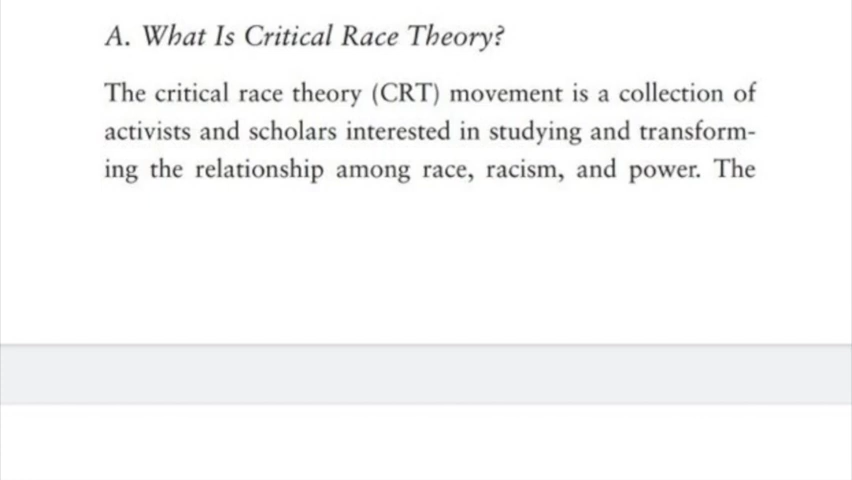 A. What Is Critical Race Theory?
The critical race theory (CRT) movement is a collection of
activists and scholars interested in studying and transform-
ing the relationship among race, racism, and power. The